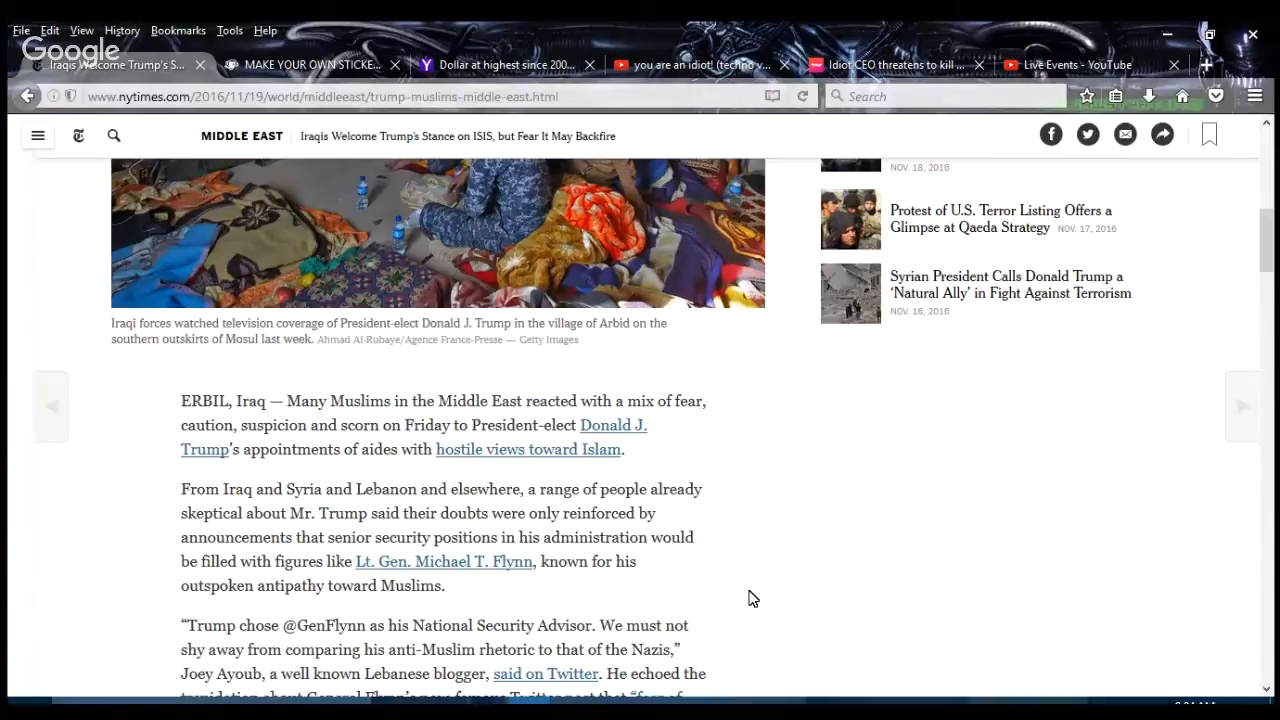 File Edit View History Bookmarks Tools Help
Google
Iraqis Welcome Trump's S...
MAKE YOUR OWN STICKE...
Dollar at highest since 200...
you are an idiot! (techno v...
Idiot CEO threatens to kill ...
Live Events - YouTube
www.nytimes.com/2016/11/19/world/middleeast/trump-muslims-middle-east.html
Search
MIDDLE EAST | Iraqis Welcome Trump's Stance on ISIS, but Fear It May Backfire
NOV. 18, 2016
Protest of U.S. Terror Listing Offers a
Glimpse at Qaeda Strategy NOV. 17, 2016
Syrian President Calls Donald Trump a
‘Natural Ally’ in Fight Against Terrorism
NOV. 16, 2016
Iraqi forces watched television coverage of President-elect Donald J. Trump in the village of Arbid on the
southern outskirts of Mosul last week. Ahmad Al-Rubaye/Agence France-Presse — Getty Images
ERBIL, Iraq — Many Muslims in the Middle East reacted with a mix of fear,
caution, suspicion and scorn on Friday to President-elect Donald J.
Trump’s appointments of aides with hostile views toward Islam.
From Iraq and Syria and Lebanon and elsewhere, a range of people already
skeptical about Mr. Trump said their doubts were only reinforced by
announcements that senior security positions in his administration would
be filled with figures like Lt. Gen. Michael T. Flynn, known for his
outspoken antipathy toward Muslims.
“Trump chose @GenFlynn as his National Security Advisor. We must not
shy away from comparing his anti-Muslim rhetoric to that of the Nazis,”
Joey Ayoub, a well known Lebanese blogger, said on Twitter. He echoed the